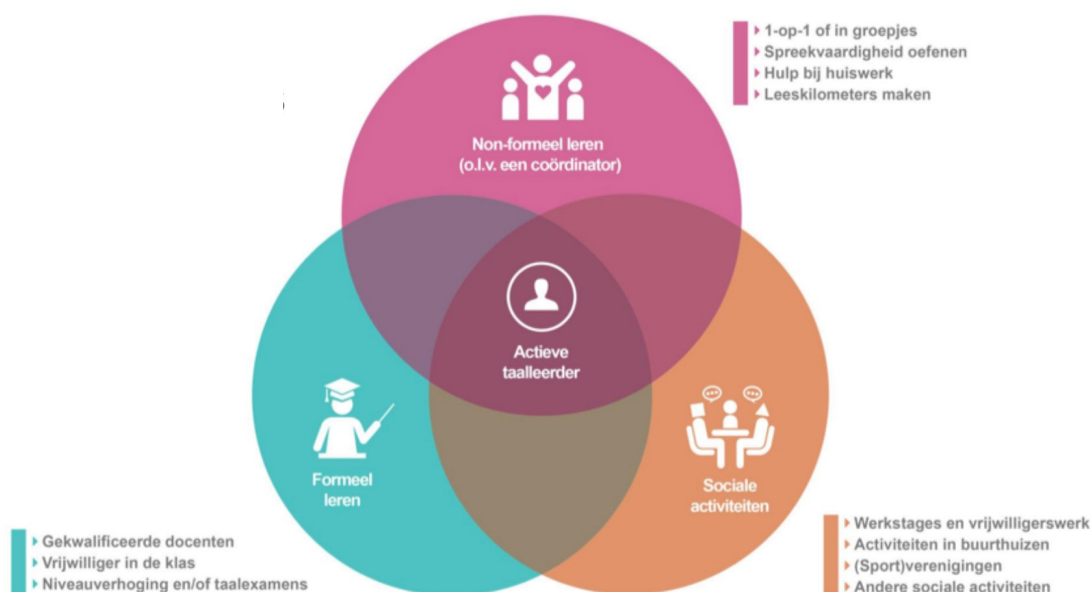 1-op-1 of in groepjes
Spreekvaardigheid oefenen
Hulp bij huiswerk
Leeskilometers maken
Non-formeel leren
(o.l.v. een coördinator)
Actieve
taalleerder
Formeel
leren
Sociale
activiteiten
Gekwalificeerde docenten
Vrijwilliger in de klas
Niveauverhoging en/of taalexamens
Werkstages en vrijwilligerswerk
Activiteiten in buurthuizen
(Sport)verenigingen
Andere sociale activiteiten